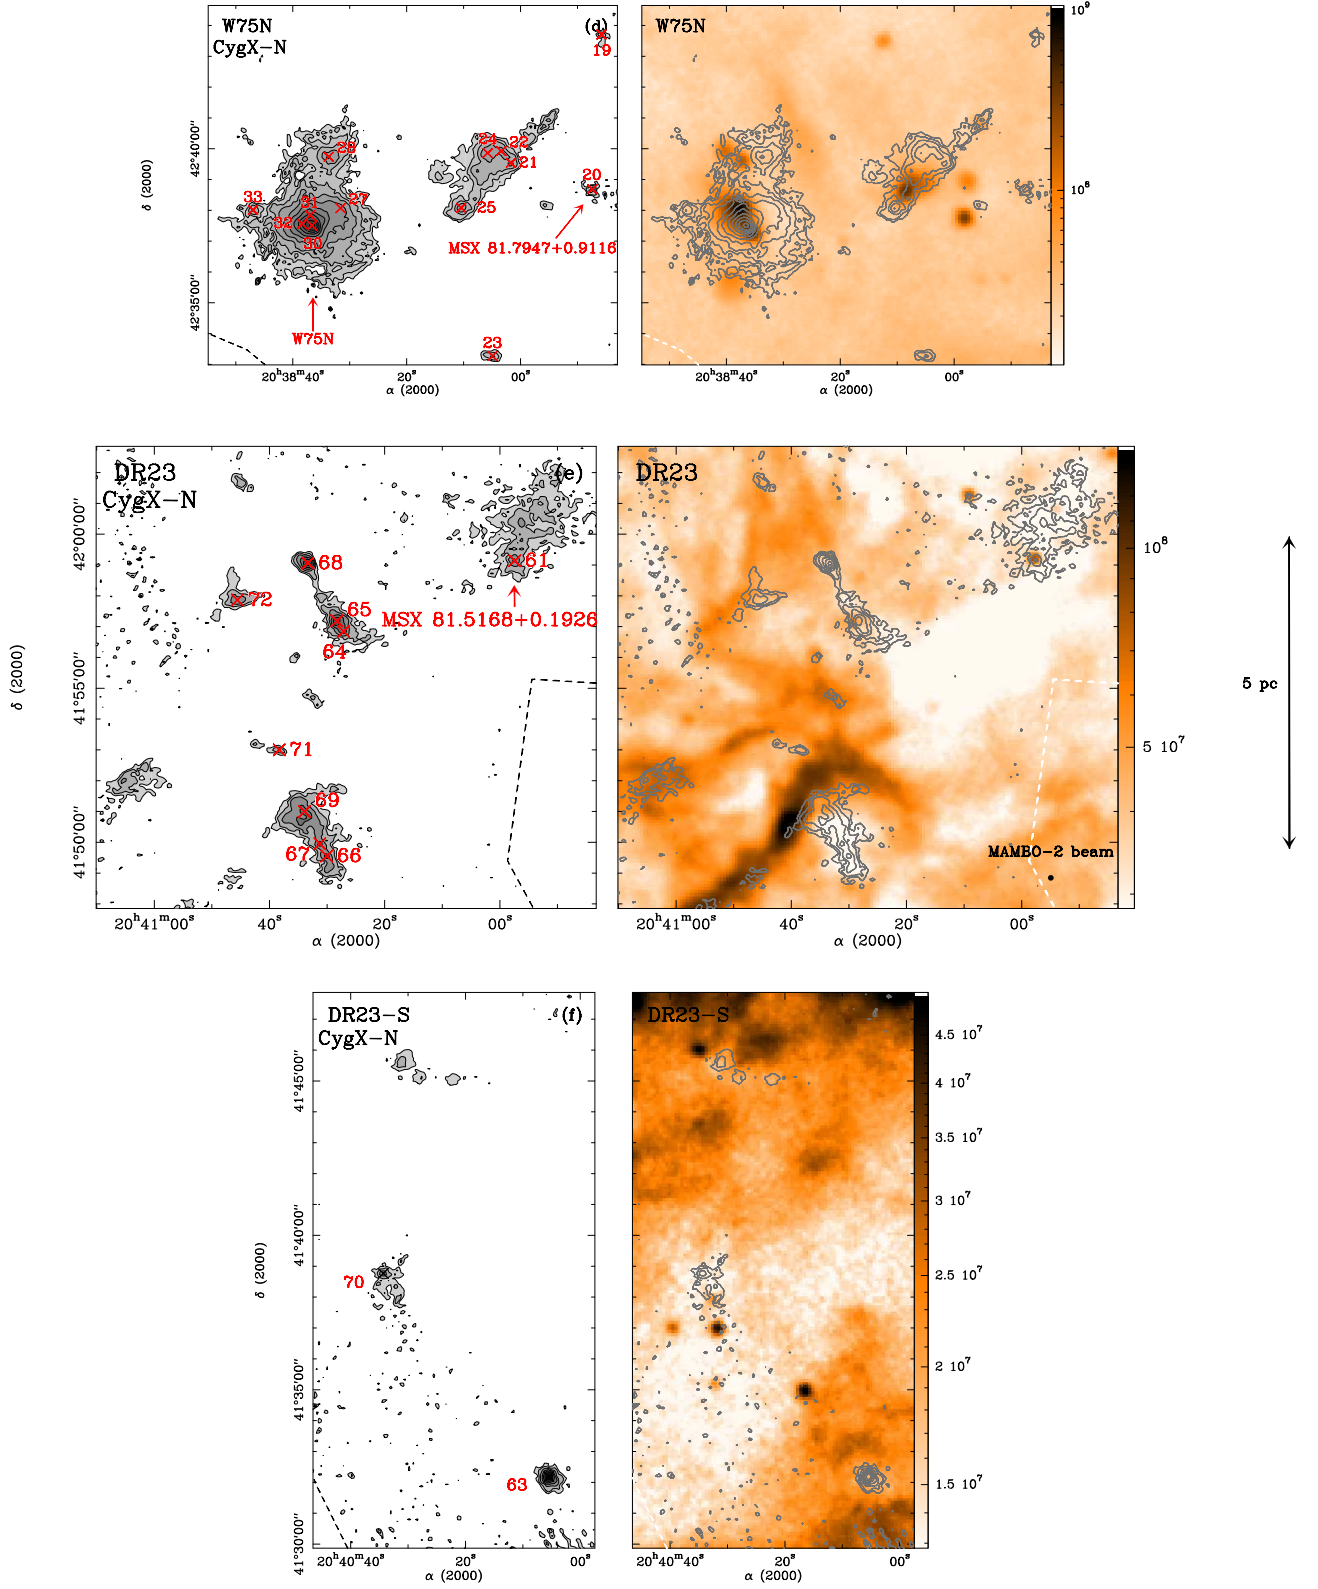 W75N
CygX-N
(d)
19
42°40'00"
42°35'00"
δ (2000)
28
24
22
21
20
33
31
27
32
30
25
MSX 81.7947+0.9116
W75N
23
20h38m40s
20s
00s
α (2000)
W75N
10⁹
10⁸
20h38m40s
20s
00s
α (2000)
DR23
CygX-N
(e)
42°00'00"
41°55'00"
41°50'00"
δ (2000)
68
61
72
65
MSX 81.5168+0.1926
64
71
69
67
66
20h41m00s
40s
20s
00s
α (2000)
DR23
10⁸
5 10⁷
5 pc
MAMBO-2 beam
20h41m00s
40s
20s
00s
α (2000)
DR23-S
CygX-N
(f)
41°45'00"
41°40'00"
41°35'00"
41°30'00"
δ (2000)
70
63
20h40m40s
20s
00s
α (2000)
DR23-S
4.5 10⁷
4 10⁷
3.5 10⁷
3 10⁷
2.5 10⁷
2 10⁷
1.5 10⁷
20h40m40s
20s
00s
α (2000)